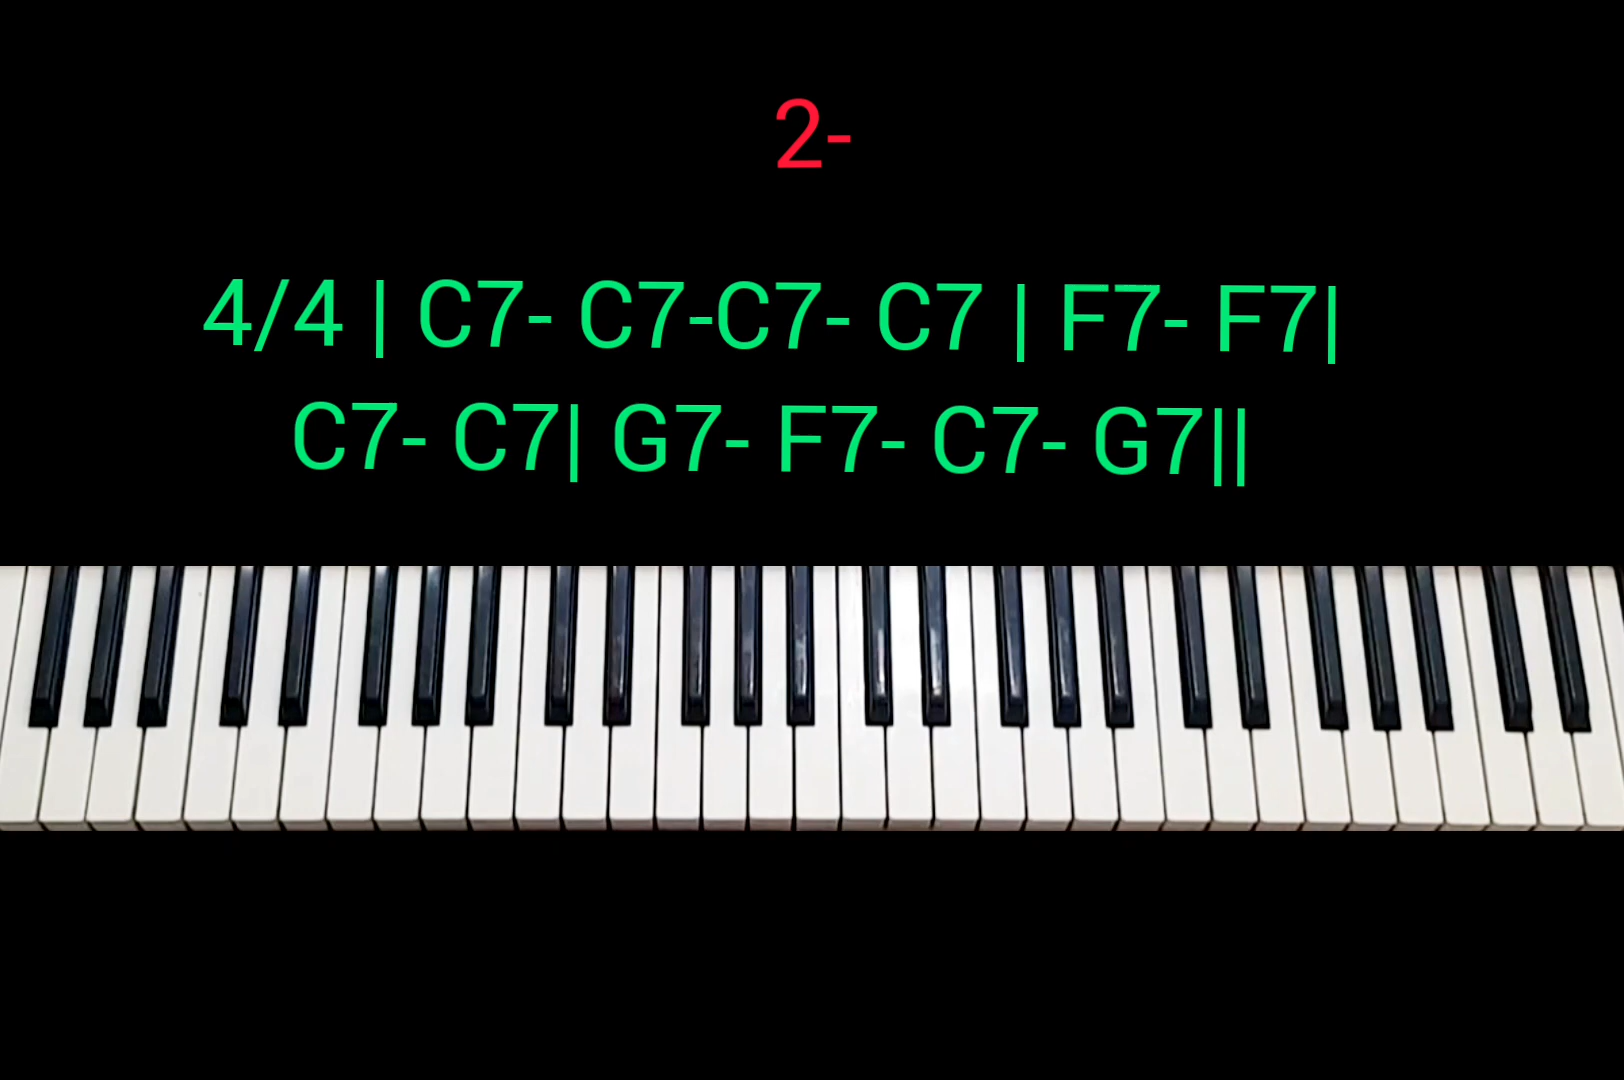 2-
4/4 | C7- C7-C7- C7 | F7- F7|
C7- C7| G7- F7- C7- G7||